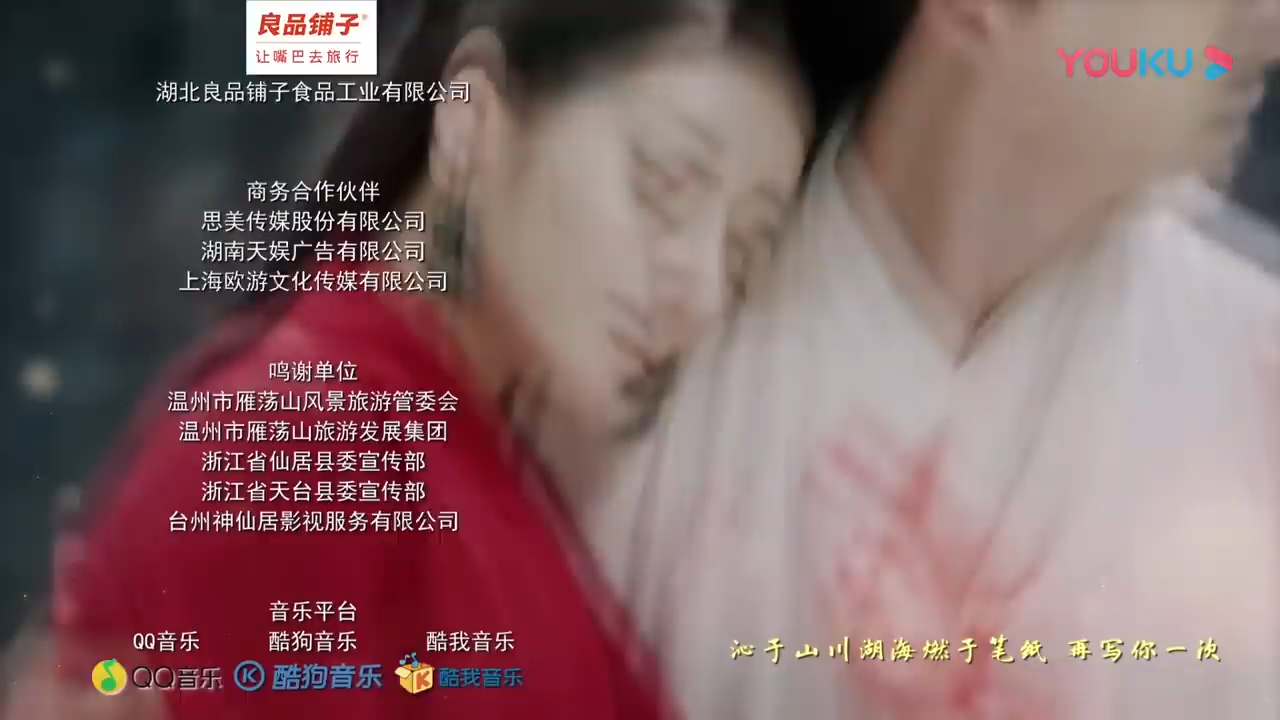 良品铺子
让嘴巴去旅行
湖北良品铺子食品工业有限公司
YOUKU
商务合作伙伴
思美传媒股份有限公司
湖南天娱广告有限公司
上海欧游文化传媒有限公司
鸣谢单位
温州市雁荡山风景旅游管委会
温州市雁荡山旅游发展集团
浙江省仙居县委宣传部
浙江省天台县委宣传部
台州神仙居影视服务有限公司
音乐平台
QQ音乐 酷狗音乐 酷我音乐
QQ音乐 酷狗音乐 酷我音乐
沁于山川湖海燃于笔纸 再写你一次